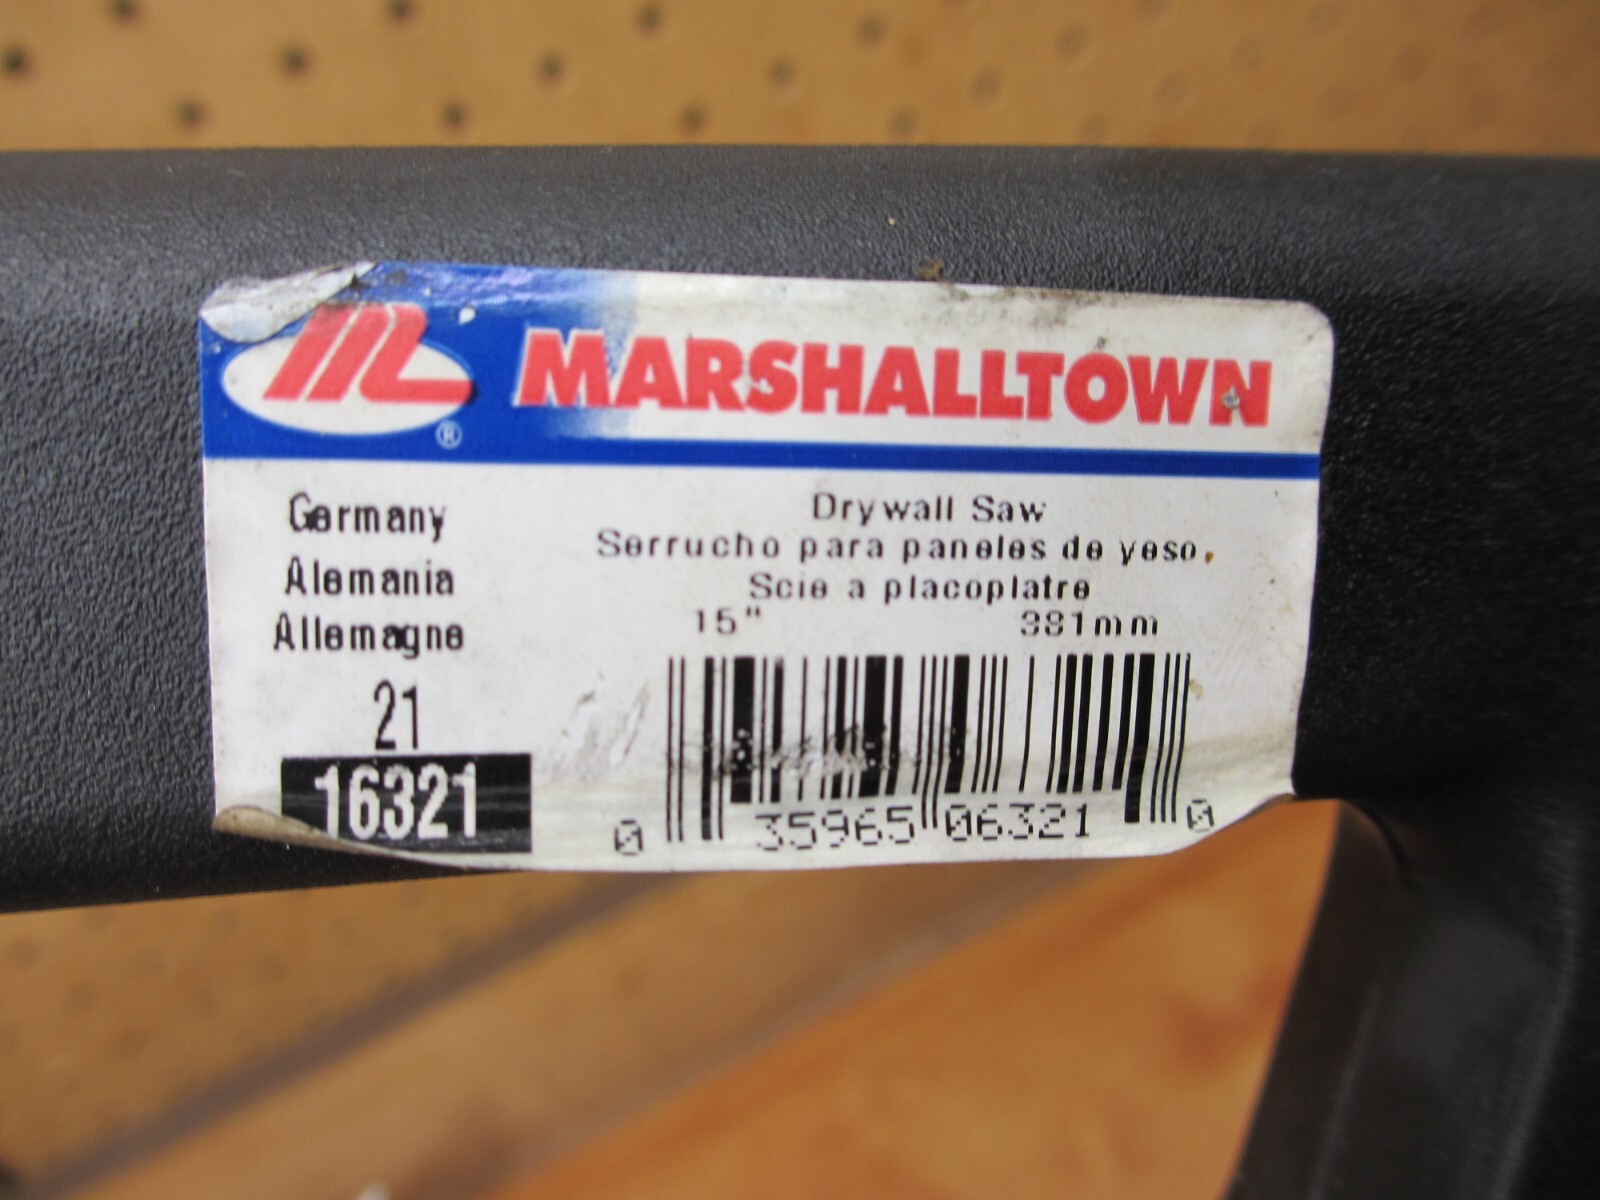 ML
®
MARSHALLTOWN
Germany
Alemania
Allemagne
21
16321
Drywall Saw
Serrucho para paneles de yeso.
Scie a placoplatre
15" 381mm
0 35965 06321 0